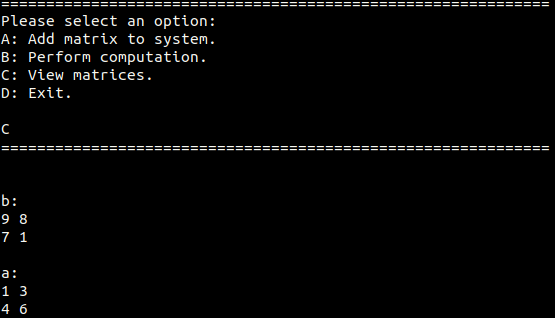 =============================================================
Please select an option:
A: Add matrix to system.
B: Perform computation.
C: View matrices.
D: Exit.
C
=============================================================
b:
9 8
7 1
a:
1 3
4 6